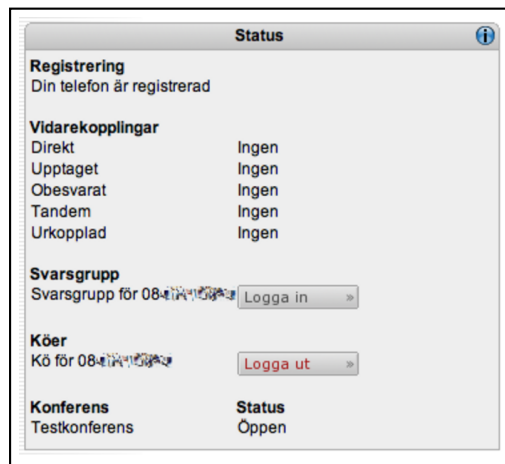 Status
Registrering
Din telefon är registrerad
Vidarekopplingar
Direkt Ingen
Upptaget Ingen
Obesvarat Ingen
Tandem Ingen
Urkopplad Ingen
Svarsgrupp
Svarsgrupp för 08 Logga in »
Köer
Kö för 08 Logga ut »
Konferens Status
Testkonferens Öppen